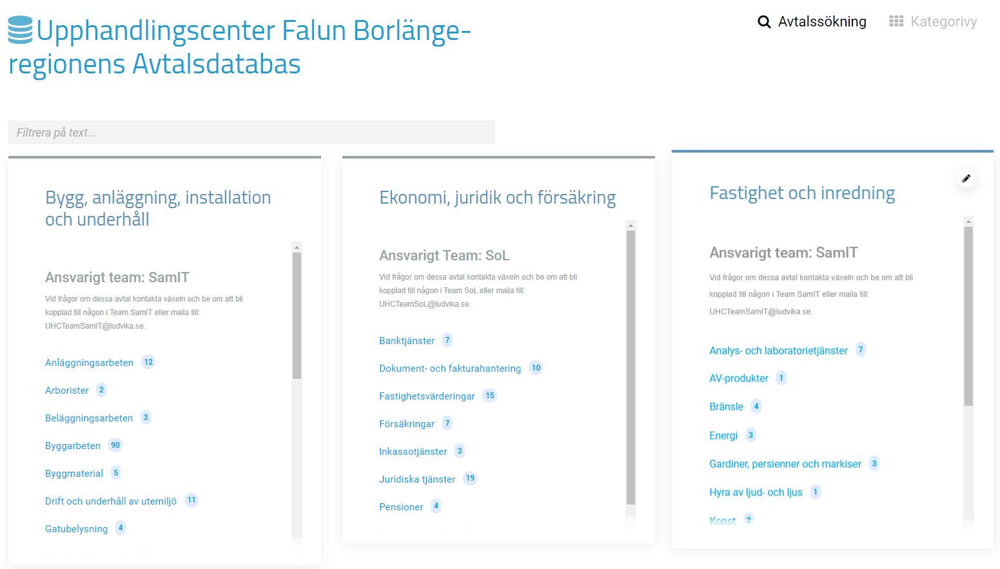 Upphandlingscenter Falun Borlänge-
regionens Avtalsdatabas
Avtalssökning
Kategorivy
Filtrera på text...
Bygg, anläggning, installation
och underhåll
Ansvarigt team: SamIT
Vid frågor om dessa avtal kontakta växeln och be om att bli
kopplad till någon i Team SamIT eller maila till:
UHCTeamSamIT@ludvika.se.
Anläggningsarbeten 12
Arborister 2
Beläggningsarbeten 3
Byggarbeten 90
Byggmaterial 5
Drift och underhåll av utemiljö 11
Gatubelysning 4
Ekonomi, juridik och försäkring
Ansvarigt Team: SoL
Vid frågor om dessa avtal kontakta växeln och be om att bli
kopplad till någon i Team SoL eller maila till:
UHCTeamSoL@ludvika.se.
Banktjänster 7
Dokument- och fakturahantering 10
Fastighetsvärderingar 15
Försäkringar 7
Inkassotjänster 3
Juridiska tjänster 19
Pensioner 4
Fastighet och inredning
Ansvarigt team: SamIT
Vid frågor om dessa avtal kontakta växeln och be om att bli
kopplad till någon i Team SamIT eller maila till:
UHCTeamSamIT@ludvika.se.
Analys- och laboratorietjänster 7
AV-produkter 1
Bränsle 4
Energi 3
Gardiner, persienner och markiser 3
Hyra av ljud- och ljus 1
Konst 2